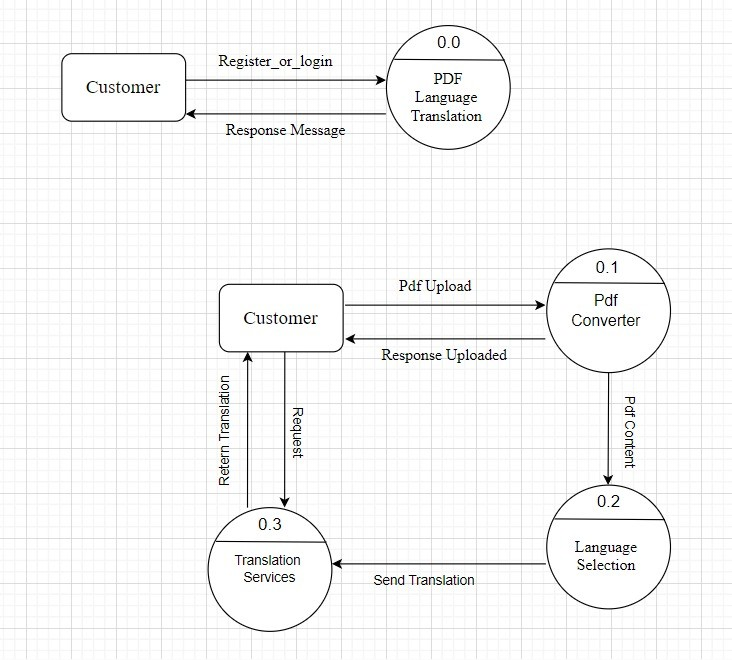 0.0
Register_or_login
Customer
PDF
Language
Translation
Response Message
0.1
Pdf Upload
Pdf
Converter
Customer
Response Uploaded
Retern Translation
Request
Pdf Content
0.2
0.3
Language
Selection
Translation
Services
Send Translation